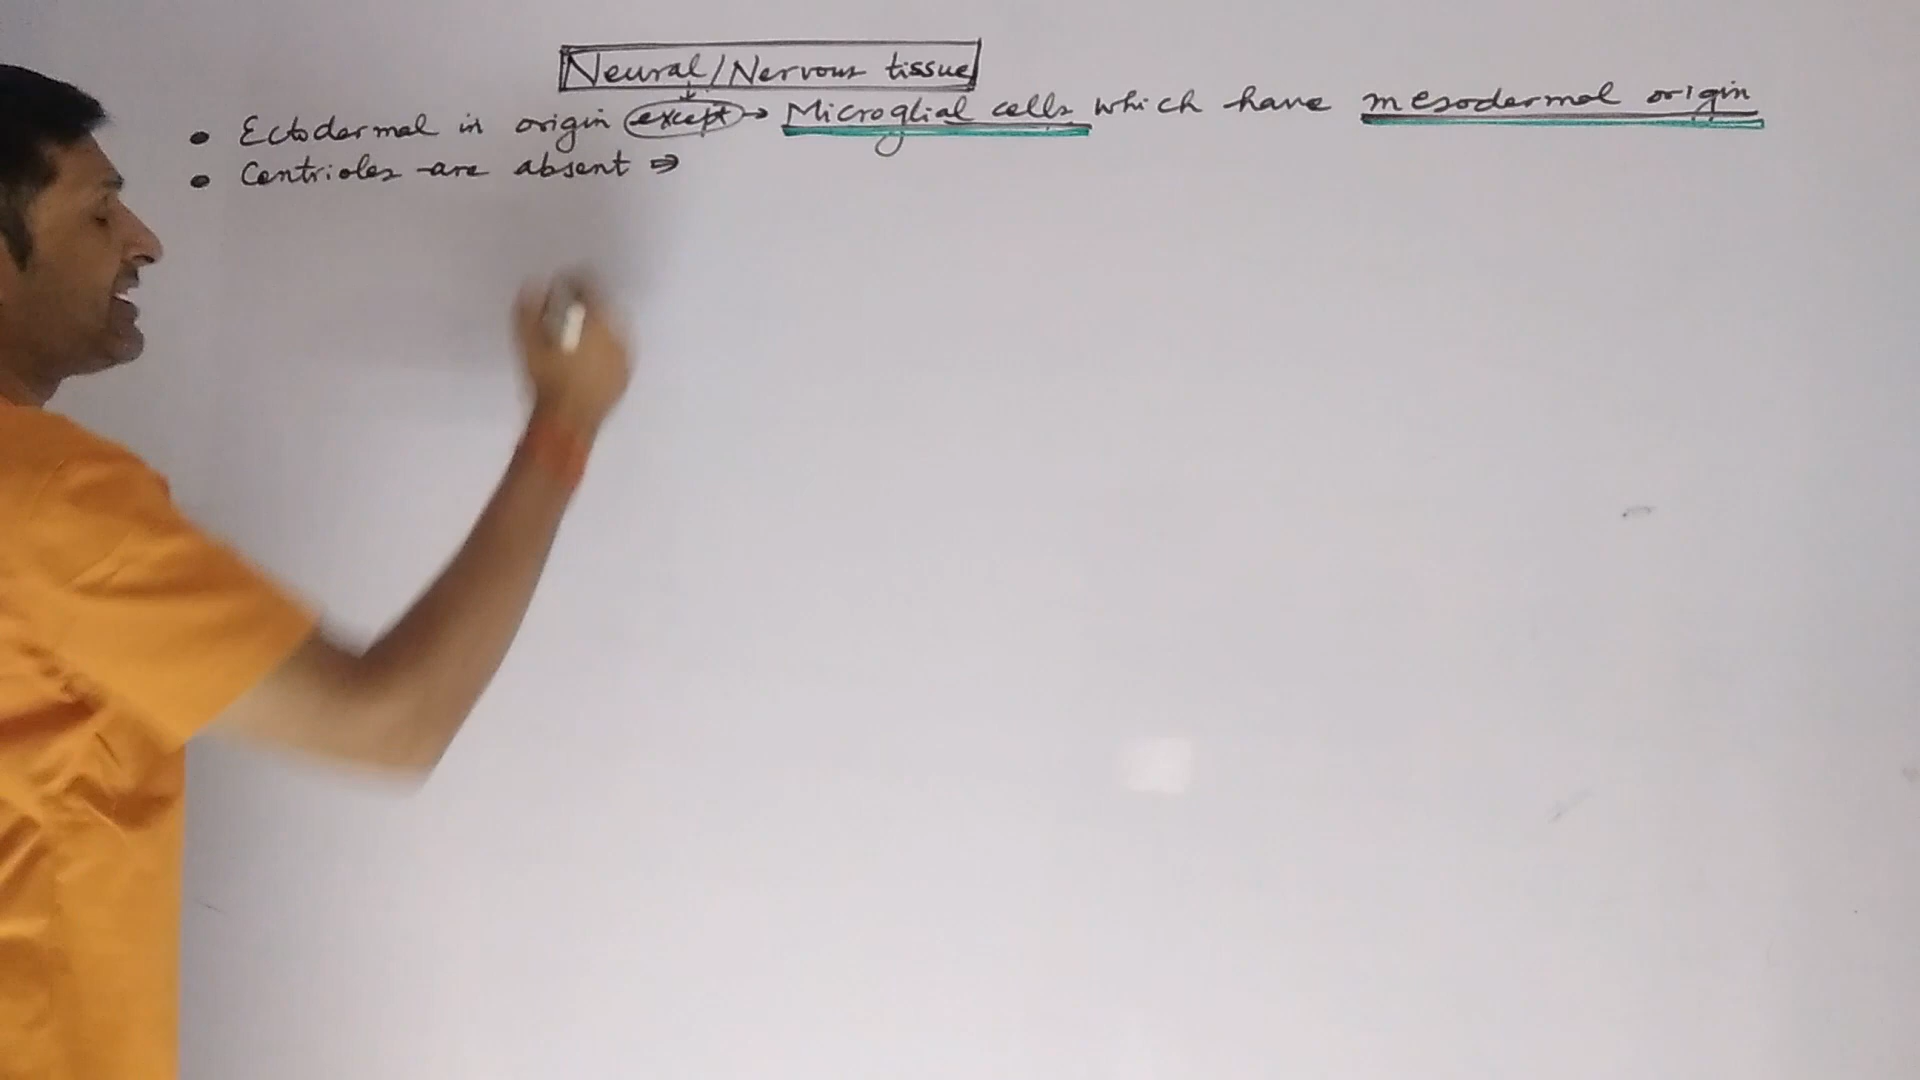 Neural/Nervous tissue
• Ectodermal in origin except → Microglial cells which have mesodermal origin
• Centrioles are absent ⇒